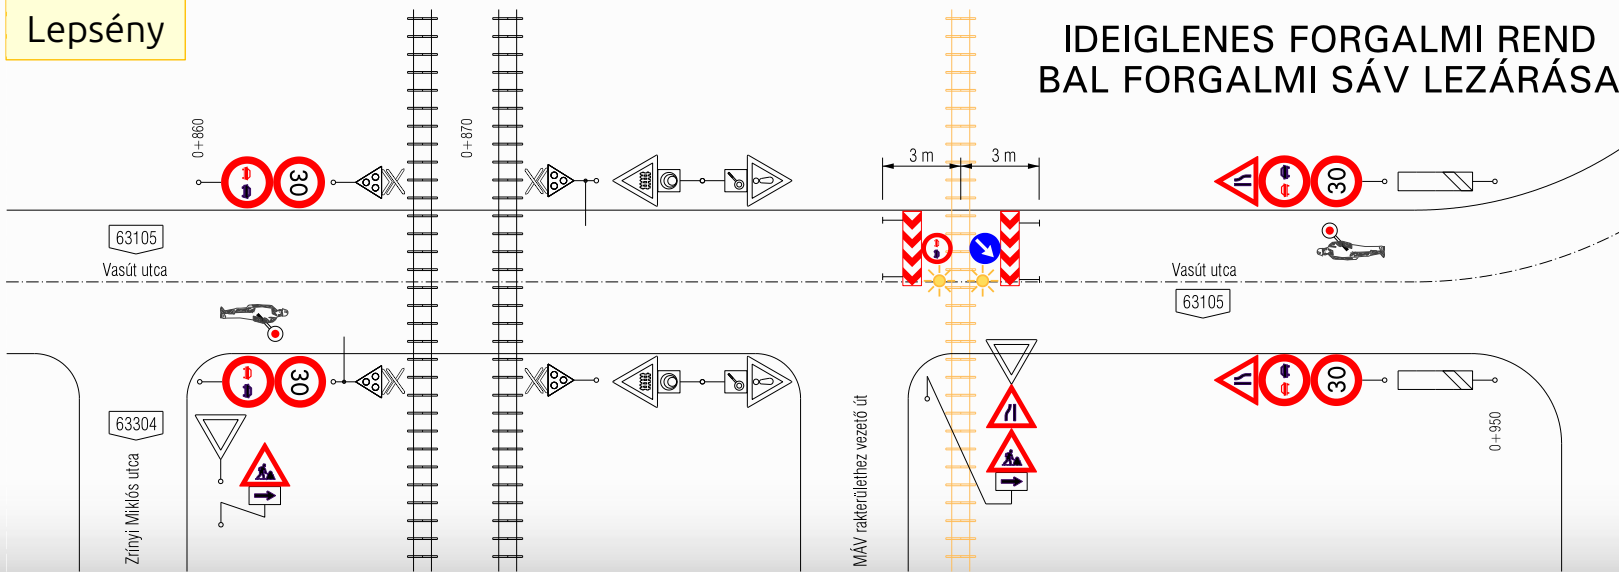 Lepsény
IDEIGLENES FORGALMI REND
BAL FORGALMI SÁV LEZÁRÁSA
0+860
0+870
3 m
3 m
30
30
63105
Vasút utca
Vasút utca
63105
30
30
63304
Zrínyi Miklós utca
MÁV rakterülethez vezető út
0+950